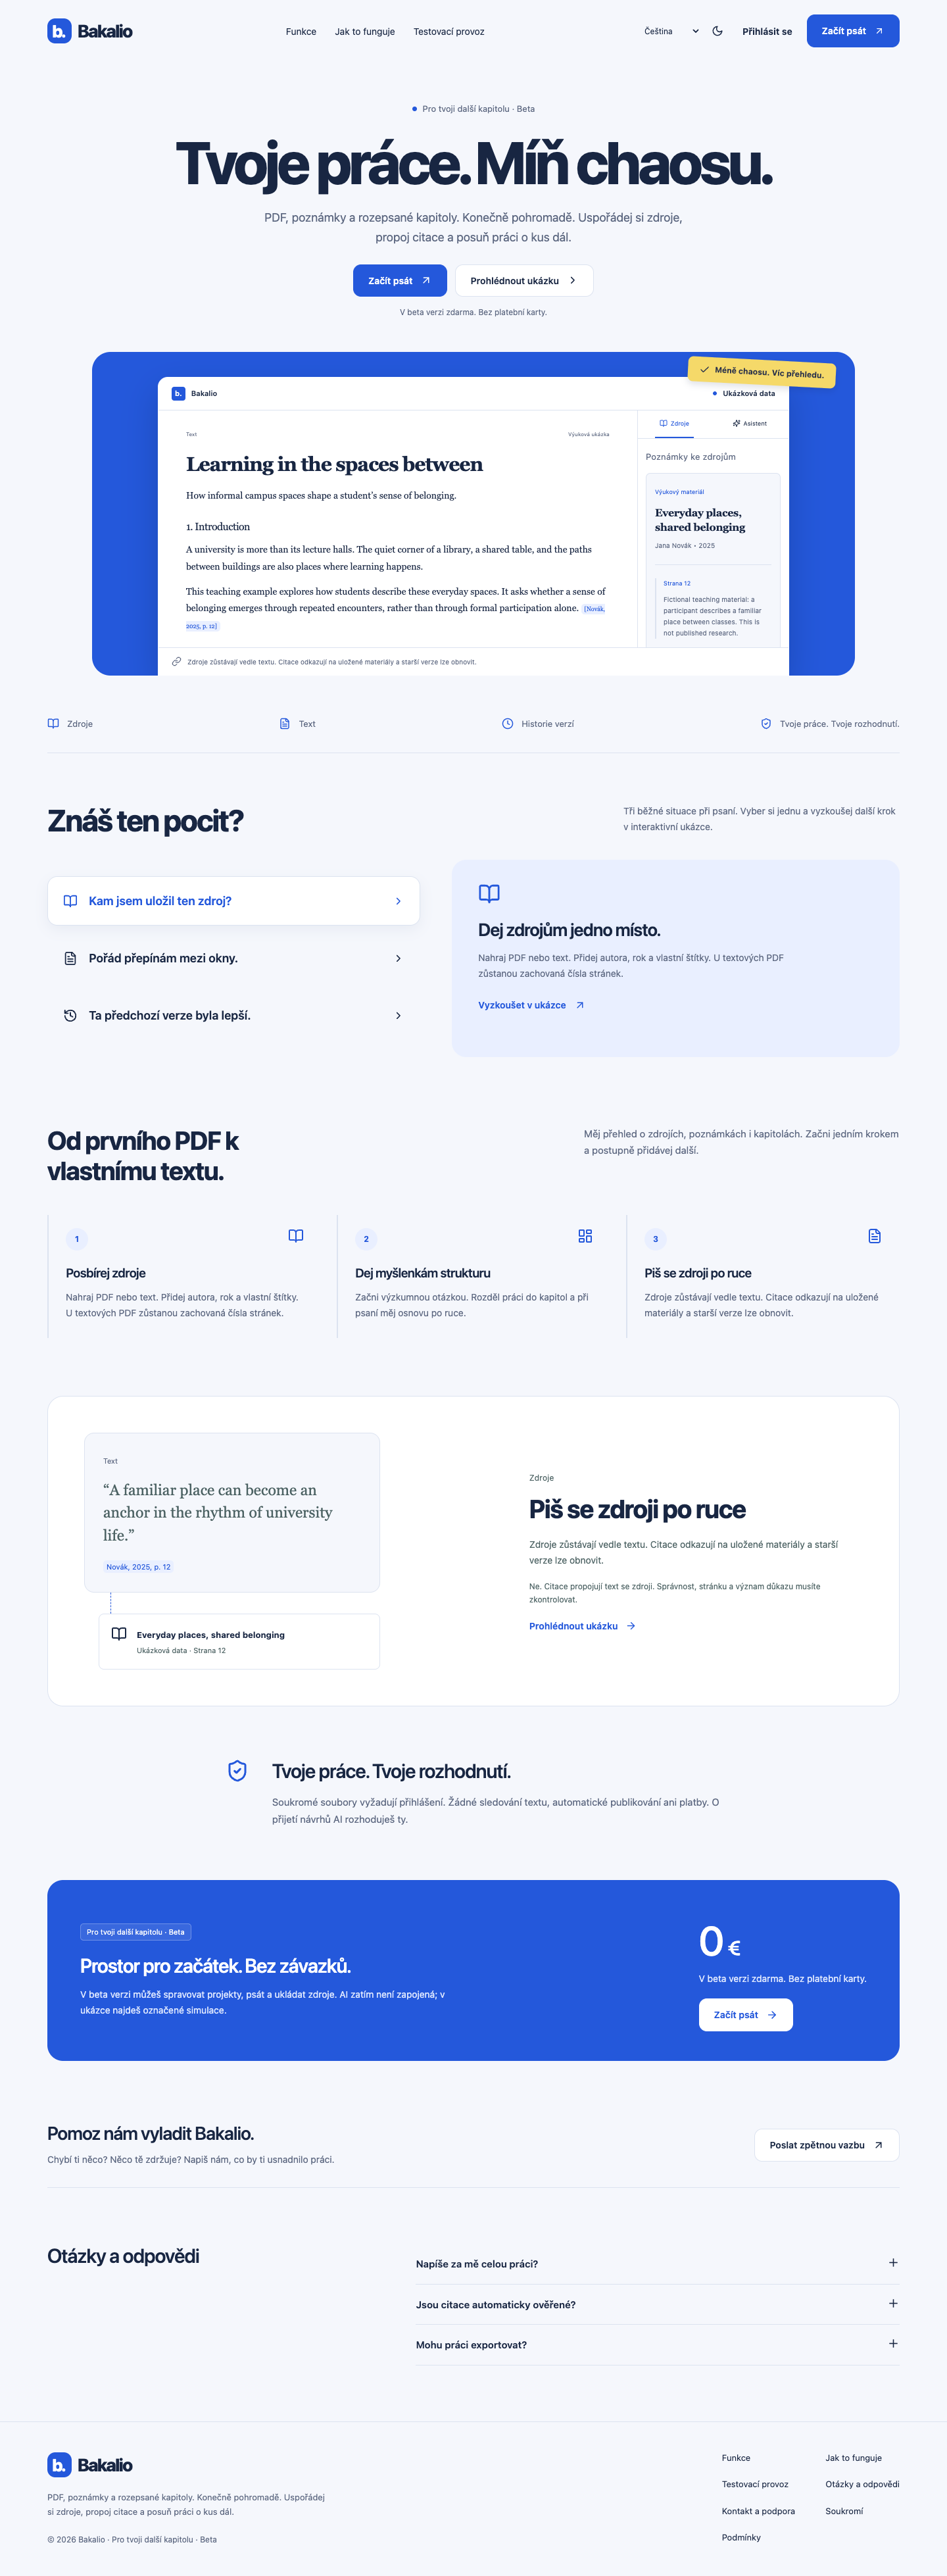 b. Bakalio
Funkce
Jak to funguje
Testovací provoz
Čeština
Přihlásit se
Začít psát
Pro tvoji další kapitolu · Beta
Tvoje práce. Míň chaosu.
PDF, poznámky a rozepsané kapitoly. Konečně pohromadě. Uspořádej si zdroje,
propoj citace a posuň práci o kus dál.
Začít psát
Prohlédnout ukázku
V beta verzi zdarma. Bez platební karty.
Méně chaosu. Víc přehledu.
b. Bakalio
Ukázková data
Text
Výuková ukázka
Learning in the spaces between
How informal campus spaces shape a student's sense of belonging.
1. Introduction
A university is more than its lecture halls. The quiet corner of a library, a shared table, and the paths
between buildings are also places where learning happens.
This teaching example explores how students describe these everyday spaces. It asks whether a sense of
belonging emerges through repeated encounters, rather than through formal participation alone. [Novák,
2025, p. 12]
Zdroje
Asistent
Poznámky ke zdrojům
Výukový materiál
Everyday places,
shared belonging
Jana Novák • 2025
Strana 12
Fictional teaching material: a
participant describes a familiar
place between classes. This is
not published research.
Zdroje zůstávají vedle textu. Citace odkazují na uložené materiály a starší verze lze obnovit.
Zdroje
Text
Historie verzí
Tvoje práce. Tvoje rozhodnutí.
Znáš ten pocit?
Tři běžné situace při psaní. Vyber si jednu a vyzkoušej další krok
v interaktivní ukázce.
Kam jsem uložil ten zdroj?
Pořád přepínám mezi okny.
Ta předchozí verze byla lepší.
Dej zdrojům jedno místo.
Nahraj PDF nebo text. Přidej autora, rok a vlastní štítky. U textových PDF
zůstanou zachovaná čísla stránek.
Vyzkoušet v ukázce
Od prvního PDF k
vlastnímu textu.
Měj přehled o zdrojích, poznámkách i kapitolách. Začni jedním krokem
a postupně přidávej další.
1
Posbírej zdroje
Nahraj PDF nebo text. Přidej autora, rok a vlastní štítky.
U textových PDF zůstanou zachovaná čísla stránek.
2
Dej myšlenkám strukturu
Začni výzkumnou otázkou. Rozděl práci do kapitol a při
psaní měj osnovu po ruce.
3
Piš se zdroji po ruce
Zdroje zůstávají vedle textu. Citace odkazují na uložené
materiály a starší verze lze obnovit.
Text
“A familiar place can become an
anchor in the rhythm of university
life.”
Novák, 2025, p. 12
Everyday places, shared belonging
Ukázková data · Strana 12
Zdroje
Piš se zdroji po ruce
Zdroje zůstávají vedle textu. Citace odkazují na uložené materiály a starší
verze lze obnovit.
Ne. Citace propojují text se zdroji. Správnost, stránku a význam důkazu musíte
zkontrolovat.
Prohlédnout ukázku
Tvoje práce. Tvoje rozhodnutí.
Soukromé soubory vyžadují přihlášení. Žádné sledování textu, automatické publikování ani platby. O
přijetí návrhů AI rozhoduješ ty.
Pro tvoji další kapitolu · Beta
Prostor pro začátek. Bez závazků.
V beta verzi můžeš spravovat projekty, psát a ukládat zdroje. AI zatím není zapojená; v
ukázce najdeš označené simulace.
0 €
V beta verzi zdarma. Bez platební karty.
Začít psát
Pomoz nám vyladit Bakalio.
Chybí ti něco? Něco tě zdržuje? Napiš nám, co by ti usnadnilo práci.
Poslat zpětnou vazbu
Otázky a odpovědi
Napíše za mě celou práci?
Jsou citace automaticky ověřené?
Mohu práci exportovat?
b. Bakalio
PDF, poznámky a rozepsané kapitoly. Konečně pohromadě. Uspořádej
si zdroje, propoj citace a posuň práci o kus dál.
© 2026 Bakalio · Pro tvoji další kapitolu · Beta
Funkce
Jak to funguje
Testovací provoz
Otázky a odpovědi
Kontakt a podpora
Soukromí
Podmínky